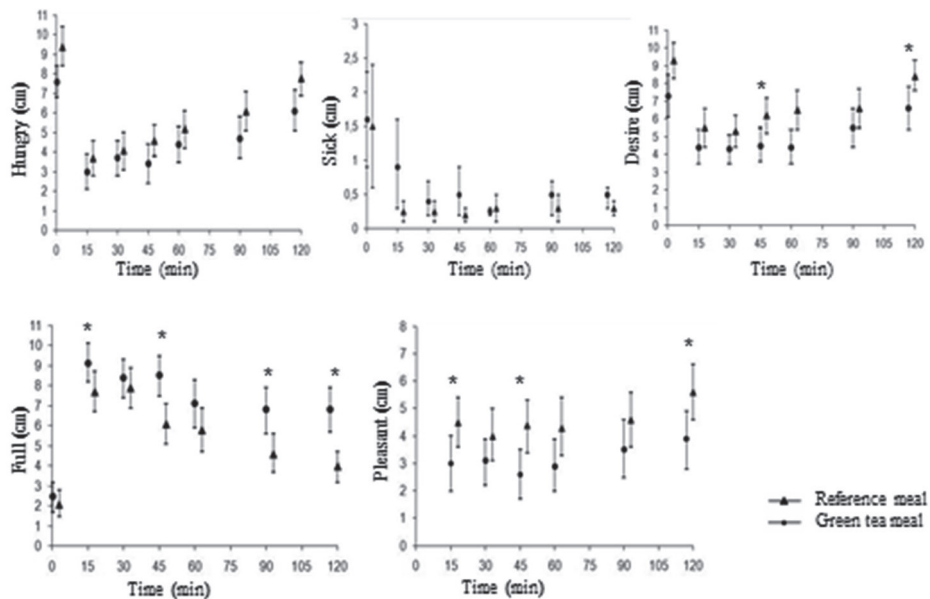 Hungry (cm)
11
10
9
8
7
6
5
4
3
2
1
0
0 15 30 45 60 75 90 105 120
Time (min)
Sick (cm)
3
2,5
2
1,5
1
0,5
0
0 15 30 45 60 75 90 105 120
Time (min)
Desire (cm)
11
10
9
8
7
6
5
4
3
2
1
0
* *
0 15 30 45 60 75 90 105 120
Time (min)
Full (cm)
11
10
9
8
7
6
5
4
3
2
1
0
* * * *
0 15 30 45 60 75 90 105 120
Time (min)
Pleasant (cm)
8
7
6
5
4
3
2
1
0
* * *
0 15 30 45 60 75 90 105 120
Time (min)
Reference meal
Green tea meal